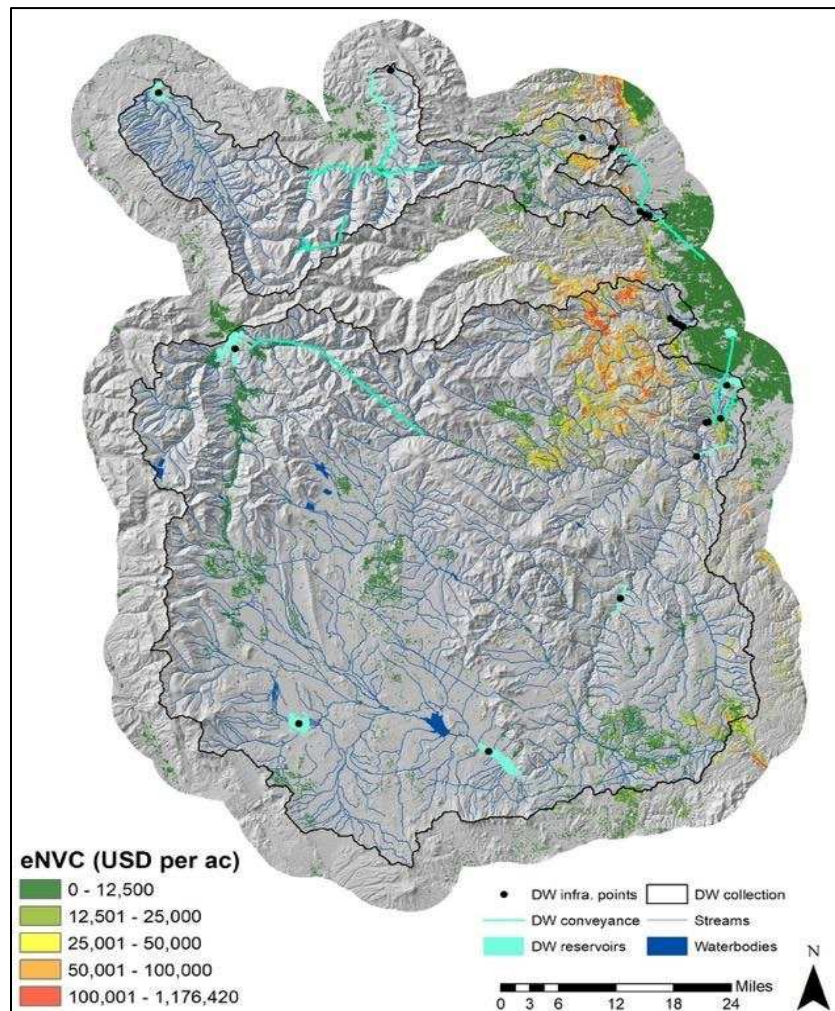 eNVC (USD per ac)
0 - 12,500
12,501 - 25,000
25,001 - 50,000
50,001 - 100,000
100,001 - 1,176,420
DW infra. points
DW collection
DW conveyance
Streams
DW reservoirs
Waterbodies
N
Miles
0 3 6 12 18 24